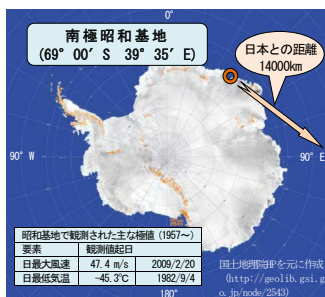 0°
南極昭和基地
(69° 00′ S 39° 35′ E)
日本との距離
14000km
90° W
90° E
昭和基地で観測された主な極値 (1957～)
要素 観測値起日
日最大風速 47.4 m/s 2009/2/20
日最低気温 -45.3℃ 1982/9/4
国土地理院HPを元に作成
(http://geolib.gsi.g
o.jp/node/2543)
180°